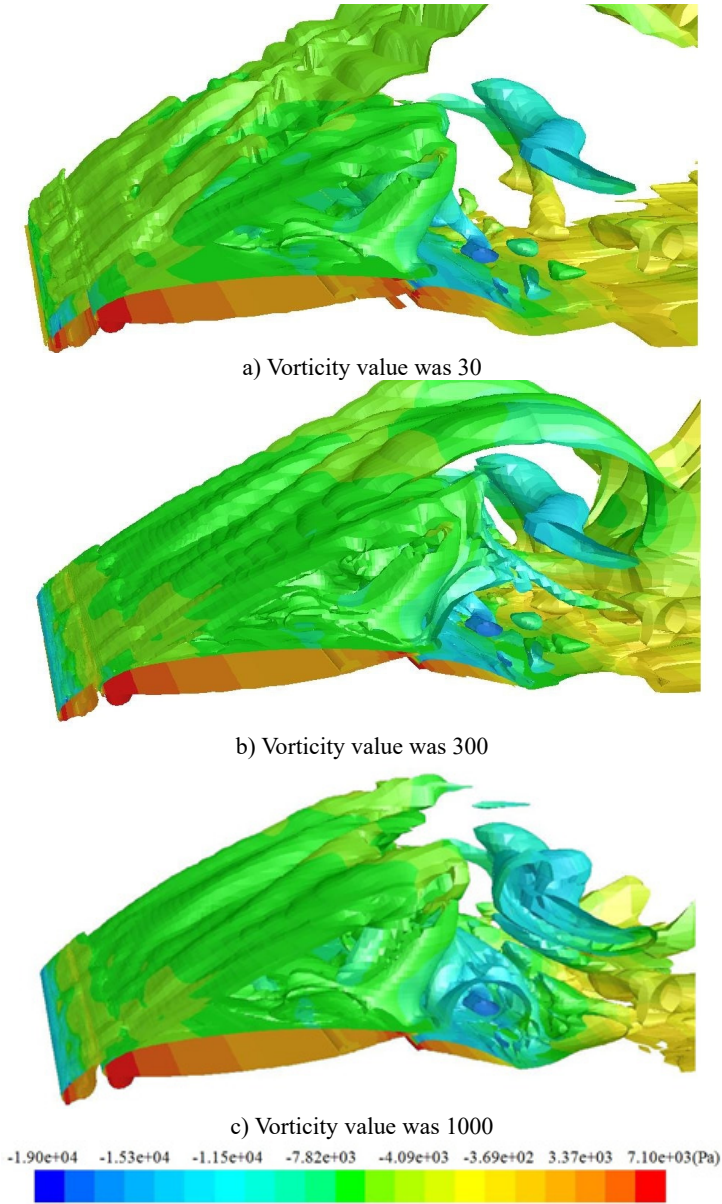 a) Vorticity value was 30
b) Vorticity value was 300
c) Vorticity value was 1000
-1.90e+04 -1.53e+04 -1.15e+04 -7.82e+03 -4.09e+03 -3.69e+02 3.37e+03 7.10e+03(Pa)